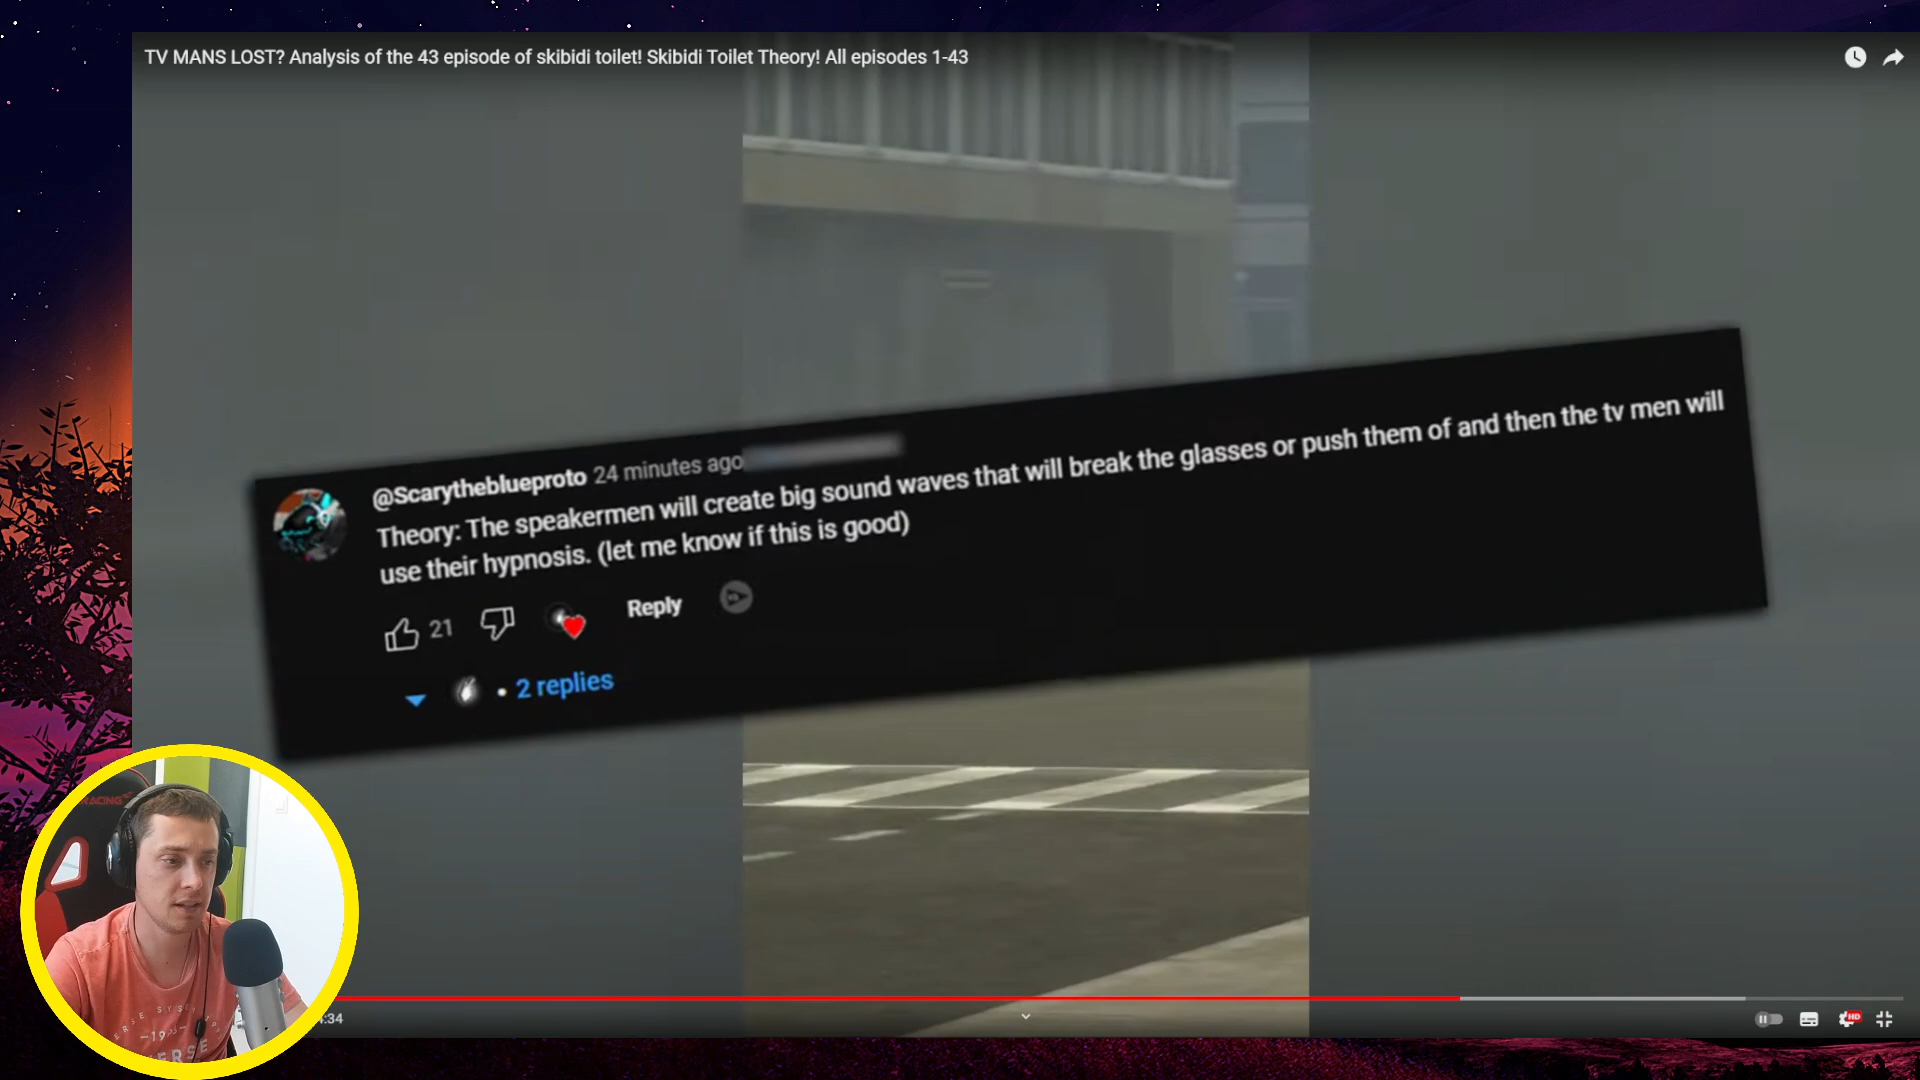 TV MANS LOST? Analysis of the 43 episode of skibidi toilet! Skibidi Toilet Theory! All episodes 1-43
@Scarytheblueproto 24 minutes ago
Theory: The speakermen will create big sound waves that will break the glasses or push them of and then the tv men will
use their hypnosis. (let me know if this is good)
21 Reply
• 2 replies
RACING
:34
HD